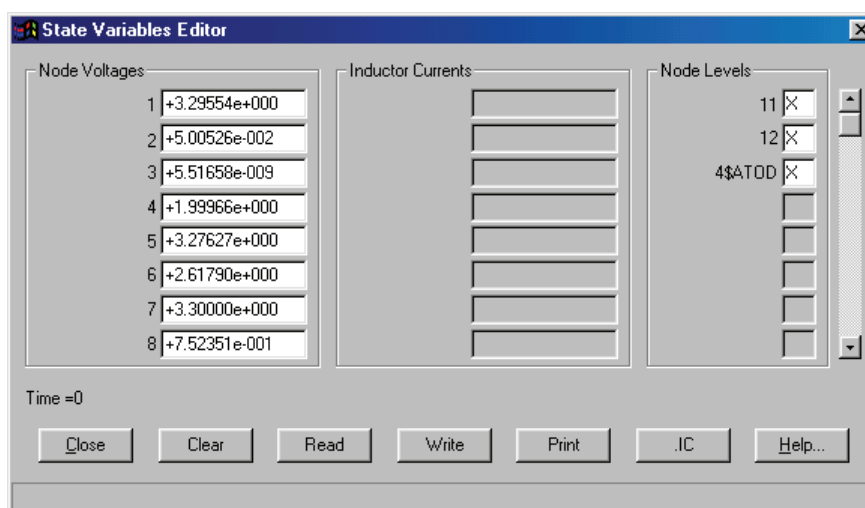 State Variables Editor
Node Voltages Inductor Currents Node Levels
1 +3.29554e+000 11 X
2 +5.00526e-002 12 X
3 +5.51658e-009 4$ATOD X
4 +1.99966e+000
5 +3.27627e+000
6 +2.61790e+000
7 +3.30000e+000
8 +7.52351e-001
Time =0
Close Clear Read Write Print .IC Help...